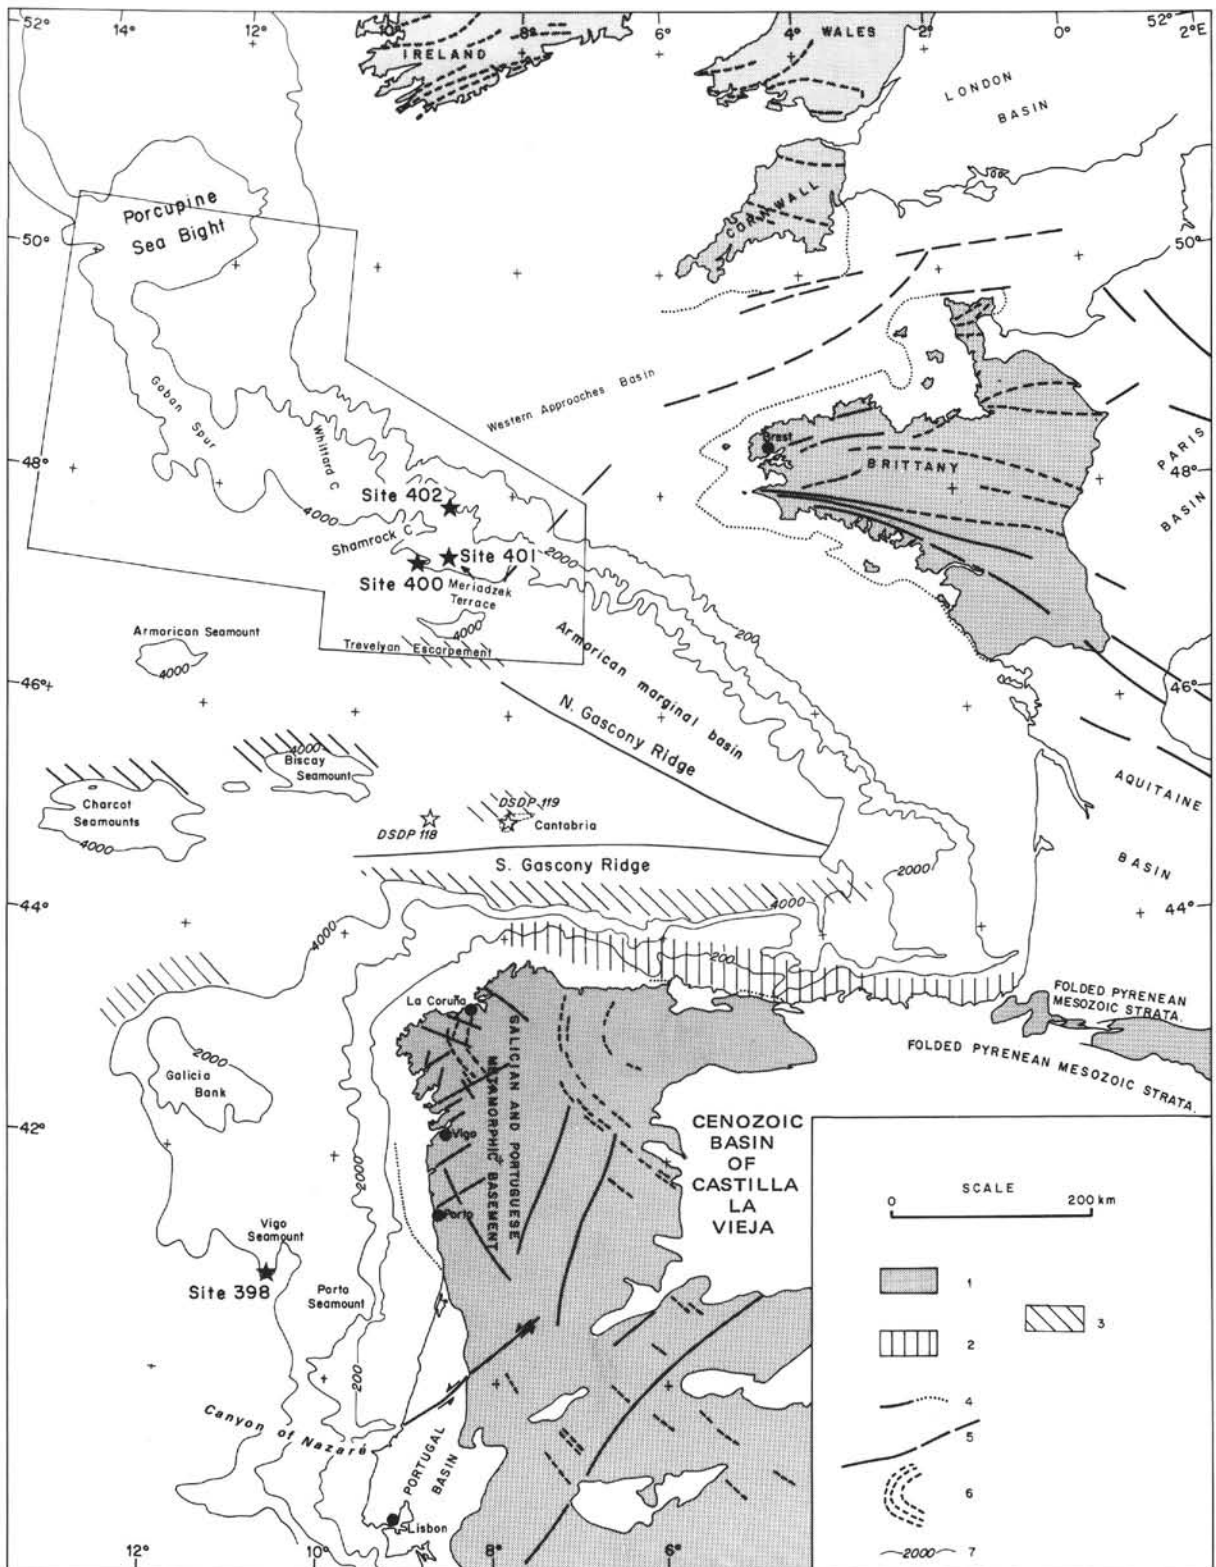 52°
14°
12°
10°
8°
6°
4°
2°
0°
52°
2°E
IRELAND
WALES
LONDON
BASIN
Porcupine
Sea Bight
CORNWALL
50°
50°
Goban Spur
Whittard C
Western Approaches Basin
Brest
BRITTANY
PARIS
BASIN
48°
48°
4000
Site 402
Shamrock C
Site 401
2000
Site 400
Meriadzek
Terrace
4000
Trevelyan Escarpement
200
Armorican Seamount
4000
Armorican marginal basin
N. Gascony Ridge
46°
46°
4000
Biscay
Seamount
Charcot
Seamounts
4000
DSDP 119
DSDP 118
Cantabria
AQUITAINE
BASIN
S. Gascony Ridge
2000
44°
44°
4000
4000
200
La Coruña
FOLDED PYRENEAN
MESOZOIC STRATA.
FOLDED PYRENEAN MESOZOIC STRATA.
2000
Galicia
Bank
GALICIAN AND PORTUGUESE
METAMORPHIC BASEMENT
42°
Vigo
2000
CENOZOIC
BASIN
OF
CASTILLA
LA
VIEJA
Porto
Vigo
Seamount
Site 398
Porto
Seamount
200
Canyon of Nazaré
PORTUGAL
BASIN
Lisbon
SCALE
0
200 km
1
2
3
4
5
6
2000
7
12°
10°
8°
6°